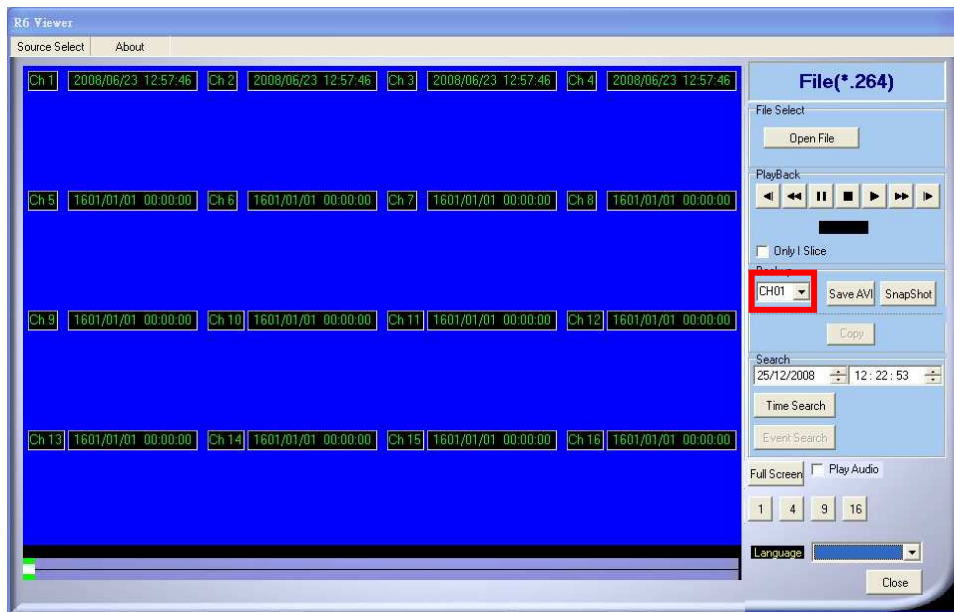 R6 Viewer
Source Select About
Ch 1 2008/06/23 12:57:46 Ch 2 2008/06/23 12:57:46 Ch 3 2008/06/23 12:57:46 Ch 4 2008/06/23 12:57:46
File(*.264)
File Select
Open File
PlayBack
Ch 5 1601/01/01 00:00:00 Ch 6 1601/01/01 00:00:00 Ch 7 1601/01/01 00:00:00 Ch 8 1601/01/01 00:00:00
Only I Slice
Backup
CH01 Save AVI SnapShot
Ch 9 1601/01/01 00:00:00 Ch 10 1601/01/01 00:00:00 Ch 11 1601/01/01 00:00:00 Ch 12 1601/01/01 00:00:00
Copy
Search
25/12/2008 12:22:53
Time Search
Ch 13 1601/01/01 00:00:00 Ch 14 1601/01/01 00:00:00 Ch 15 1601/01/01 00:00:00 Ch 16 1601/01/01 00:00:00
Event Search
Full Screen Play Audio
1 4 9 16
Language
Close